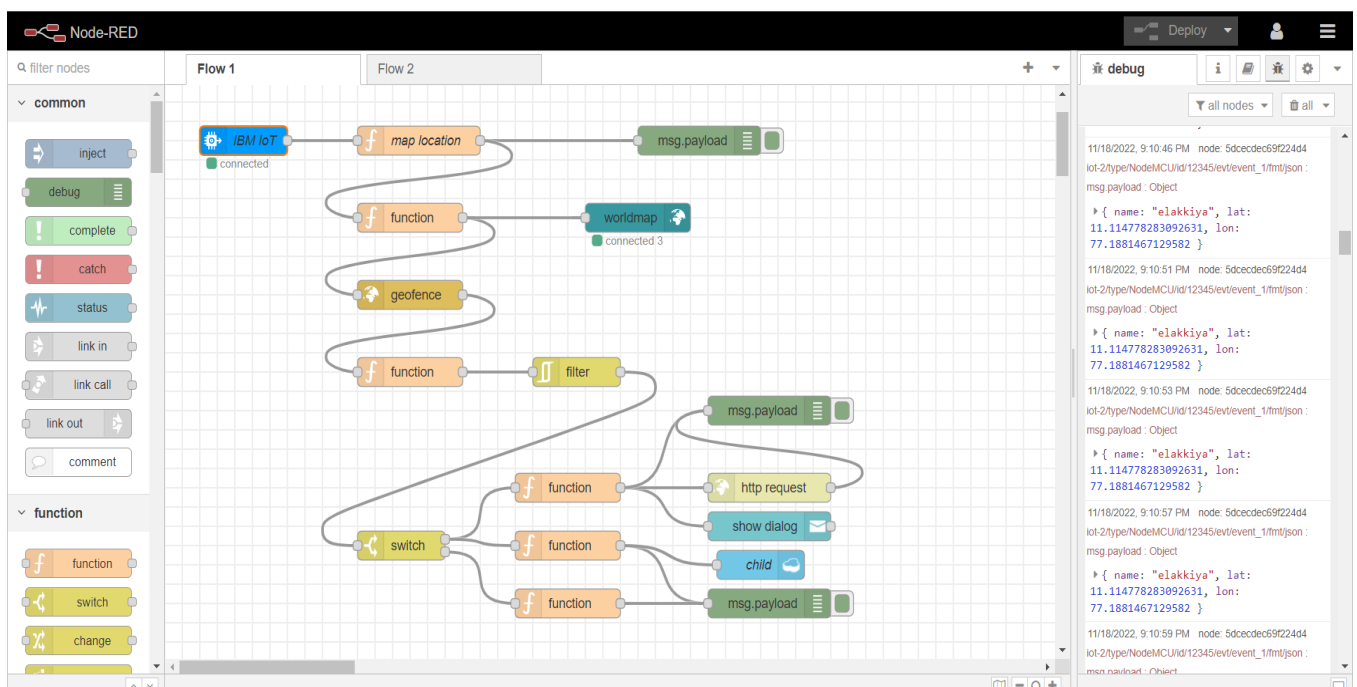 Node-RED
Deploy
filter nodes
common
inject
debug
complete
catch
status
link in
link call
link out
comment
function
function
switch
change
Flow 1
Flow 2
IBM IoT
connected
map location
msg.payload
function
worldmap
connected 3
geofence
function
filter
msg.payload
function
http request
show dialog
switch
function
child
function
msg.payload
debug
i
all nodes
all
11/18/2022, 9:10:46 PM node: 5dcecdec69f224d4
iot-2/type/NodeMCU/id/12345/evt/event_1/fmt/json :
msg.payload : Object
{ name: "elakkiya", lat:
11.114778283092631, lon:
77.1881467129582 }
11/18/2022, 9:10:51 PM node: 5dcecdec69f224d4
iot-2/type/NodeMCU/id/12345/evt/event_1/fmt/json :
msg.payload : Object
{ name: "elakkiya", lat:
11.114778283092631, lon:
77.1881467129582 }
11/18/2022, 9:10:53 PM node: 5dcecdec69f224d4
iot-2/type/NodeMCU/id/12345/evt/event_1/fmt/json :
msg.payload : Object
{ name: "elakkiya", lat:
11.114778283092631, lon:
77.1881467129582 }
11/18/2022, 9:10:57 PM node: 5dcecdec69f224d4
iot-2/type/NodeMCU/id/12345/evt/event_1/fmt/json :
msg.payload : Object
{ name: "elakkiya", lat:
11.114778283092631, lon:
77.1881467129582 }
11/18/2022, 9:10:59 PM node: 5dcecdec69f224d4
iot-2/type/NodeMCU/id/12345/evt/event_1/fmt/json :
msg.payload : Object